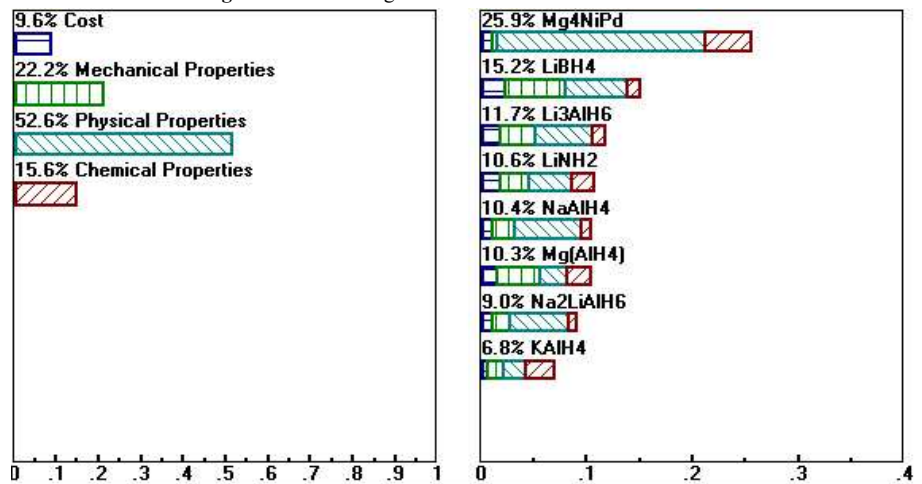 9.6% Cost
22.2% Mechanical Properties
52.6% Physical Properties
15.6% Chemical Properties
0 .1 .2 .3 .4 .5 .6 .7 .8 .9 1
25.9% Mg4NiPd
15.2% LiBH4
11.7% Li3AlH6
10.6% LiNH2
10.4% NaAlH4
10.3% Mg(AlH4)
9.0% Na2LiAlH6
6.8% KAlH4
0 .1 .2 .3 .4